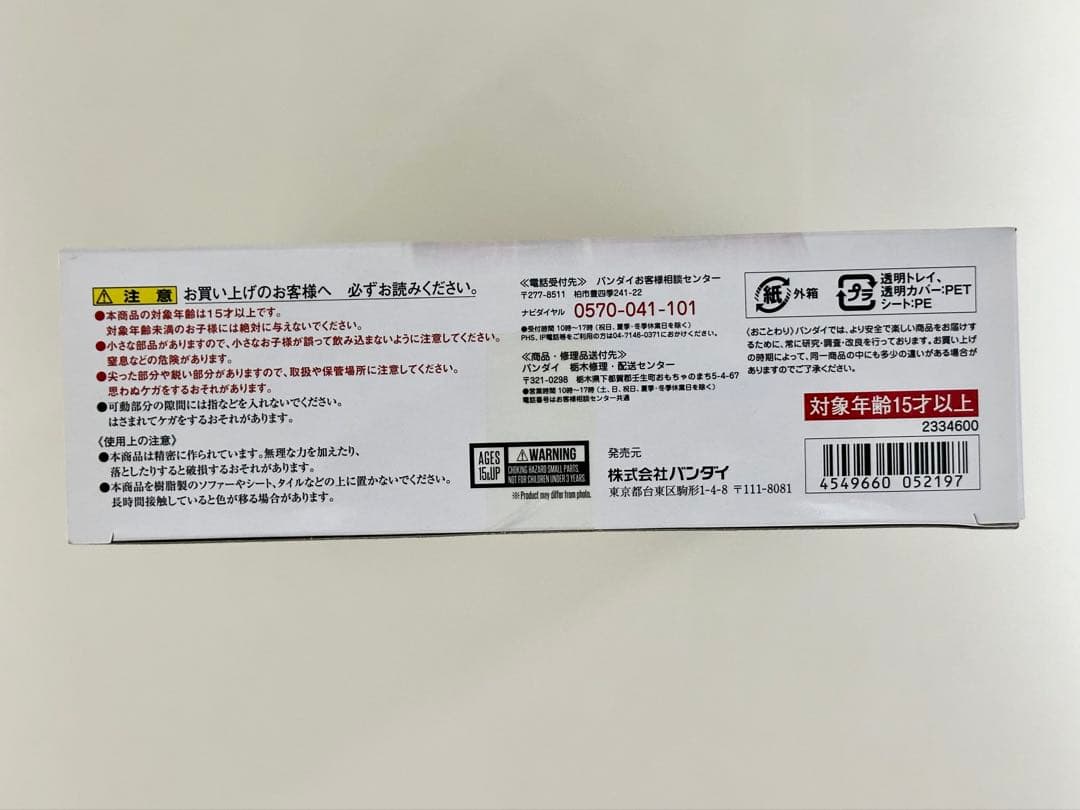 注意 お買い上げのお客様へ 必ずお読みください。
●本商品の対象年齢は15才以上です。
対象年齢未満のお子様には絶対に与えないでください。
●小さな部品がありますので、小さなお子様が誤って飲み込まないように注意してください。
窒息などの危険があります。
●尖った部分や鋭い部分がありますので、取扱や保管場所に注意してください。
思わぬケガをするおそれがあります。
●可動部分の隙間には指などを入れないでください。
はさまれてケガをするおそれがあります。
《使用上の注意》
●本商品は精密に作られています。無理な力を加えたり、
落としたりすると破損するおそれがあります。
●本商品を樹脂製のソファーやシート、タイルなどの上に置かないでください。
長時間接触していると色が移る場合があります。
≪電話受付先≫ バンダイお客様相談センター
〒277-8511 柏市豊四季241-22
ナビダイヤル 0570-041-101
●受付時間 10時〜17時(祝日、夏季・冬季休業日を除く)
PHS、IP電話等をご利用の方は04-7146-0371におかけください。
≪商品・修理品送付先≫
バンダイ 栃木修理・配送センター
〒321-0298 栃木県下都賀郡壬生町おもちゃのまち5-4-67
●営業時間 10時〜17時(土、日、祝日、夏季・冬季休業日を除く)
電話番号はお客様相談センター共通
AGES
15&UP
WARNING
CHOKING HAZARD SMALL PARTS.
NOT FOR CHILDREN UNDER 3 YEARS.
※Product may differ from photo.
発売元
株式会社バンダイ
東京都台東区駒形1-4-8 〒111-8081
紙 外箱
プラ 透明トレイ、
透明カバー:PET
シート:PE
〈おことわり〉バンダイでは、より安全で楽しい商品をお届けす
るために、常に研究・調査・改良を行っております。お買い上げ
の時期によって、同一商品の中にも多少の違いがある場合が
ありますのでご了承ください。
対象年齢15才以上
2334600
4549660 052197